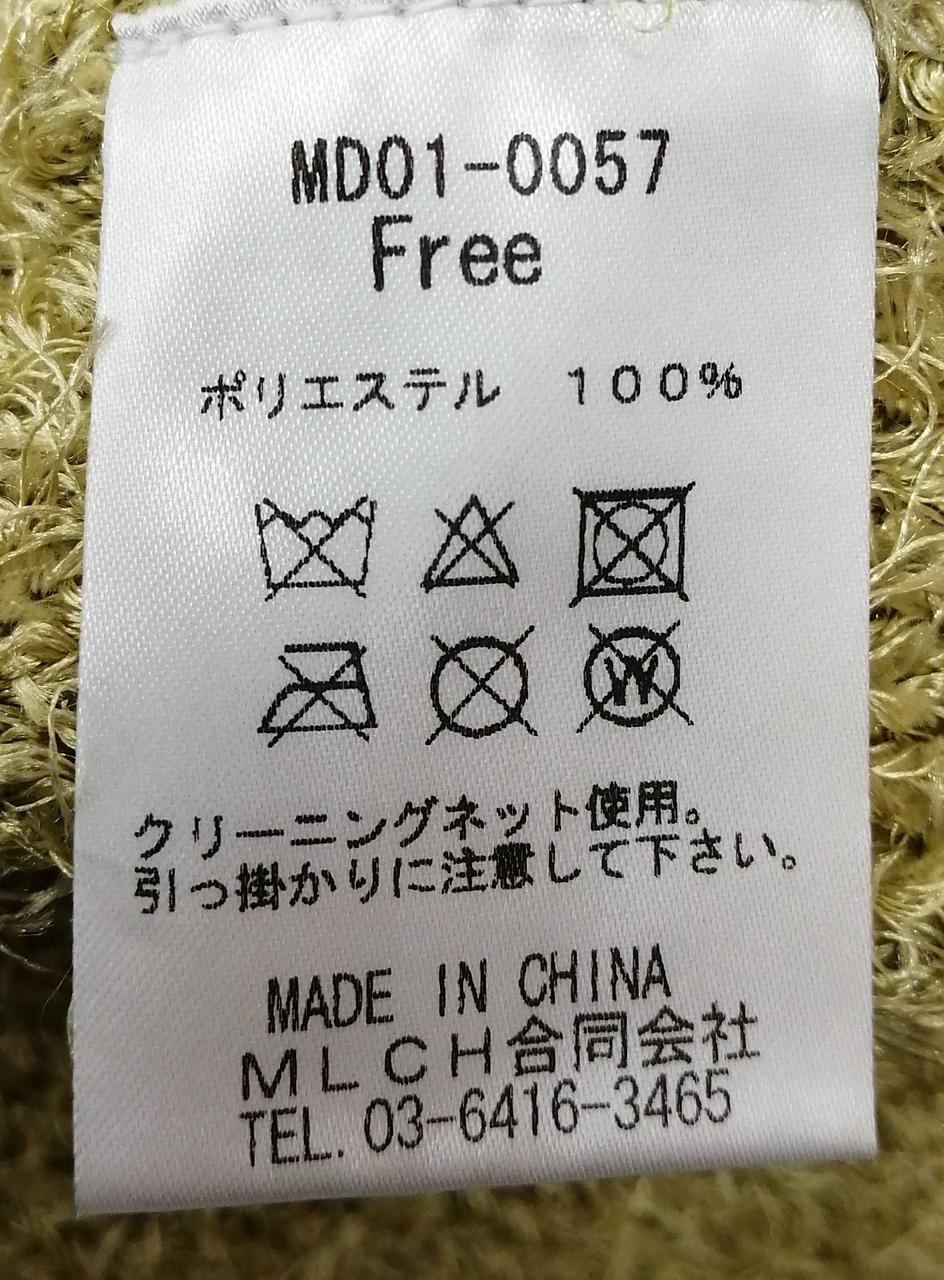 MD01-0057
Free
ポリエステル　１００％
W
クリーニングネット使用。
引っ掛かりに注意して下さい。
MADE IN CHINA
ＭＬＣＨ合同会社
TEL. 03-6416-3465